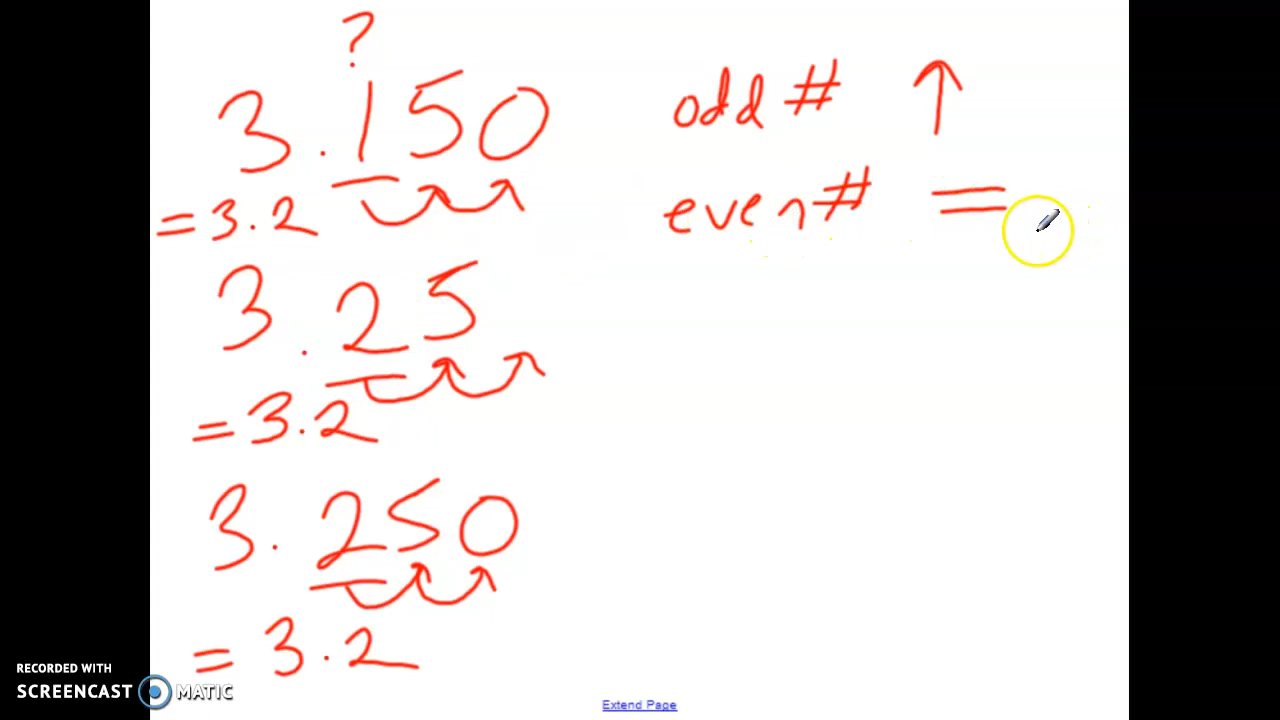 ?
3.150
=3.2
3.25
=3.2
3.250
=3.2
odd # ↑
even # =
RECORDED WITH
SCREENCAST MATIC
Extend Page